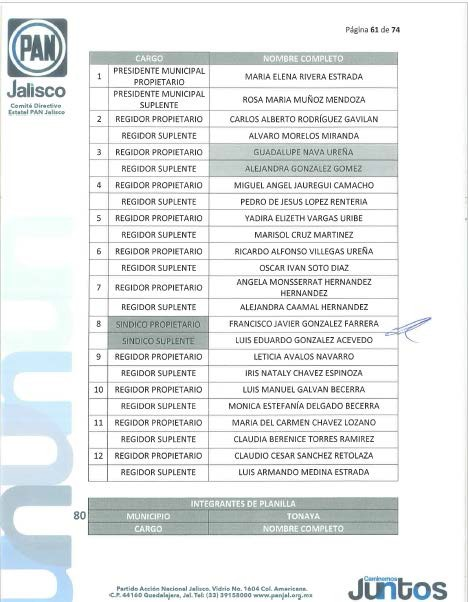 Página 61 de 74
PAN
Jalisco
Comité Directivo
Estatal PAN Jalisco
CARGO NOMBRE COMPLETO
1 PRESIDENTE MUNICIPAL PROPIETARIO MARIA ELENA RIVERA ESTRADA
PRESIDENTE MUNICIPAL SUPLENTE ROSA MARIA MUÑOZ MENDOZA
2 REGIDOR PROPIETARIO CARLOS ALBERTO RODRÍGUEZ GAVILAN
REGIDOR SUPLENTE ALVARO MORELOS MIRANDA
3 REGIDOR PROPIETARIO GUADALUPE NAVA UREÑA
REGIDOR SUPLENTE ALEJANDRA GONZALEZ GOMEZ
4 REGIDOR PROPIETARIO MIGUEL ANGEL JAUREGUI CAMACHO
REGIDOR SUPLENTE PEDRO DE JESUS LOPEZ RENTERIA
5 REGIDOR PROPIETARIO YADIRA ELIZETH VARGAS URIBE
REGIDOR SUPLENTE MARISOL CRUZ MARTINEZ
6 REGIDOR PROPIETARIO RICARDO ALFONSO VILLEGAS UREÑA
REGIDOR SUPLENTE OSCAR IVAN SOTO DIAZ
7 REGIDOR PROPIETARIO ANGELA MONSSERRAT HERNANDEZ HERNANDEZ
REGIDOR SUPLENTE ALEJANDRA CAAMAL HERNANDEZ
8 SINDICO PROPIETARIO FRANCISCO JAVIER GONZALEZ FARRERA
SINDICO SUPLENTE LUIS EDUARDO GONZALEZ ACEVEDO
9 REGIDOR PROPIETARIO LETICIA AVALOS NAVARRO
REGIDOR SUPLENTE IRIS NATALY CHAVEZ ESPINOZA
10 REGIDOR PROPIETARIO LUIS MANUEL GALVAN BECERRA
REGIDOR SUPLENTE MONICA ESTEFANÍA DELGADO BECERRA
11 REGIDOR PROPIETARIO MARIA DEL CARMEN CHAVEZ LOZANO
REGIDOR SUPLENTE CLAUDIA BERENICE TORRES RAMIREZ
12 REGIDOR PROPIETARIO CLAUDIO CESAR SANCHEZ RETOLAZA
REGIDOR SUPLENTE LUIS ARMANDO MEDINA ESTRADA
80
INTEGRANTES DE PLANILLA
MUNICIPIO TONAYA
CARGO NOMBRE COMPLETO
Partido Acción Nacional Jalisco. Vidrio No. 1604 Col. Americana.
C.P. 44160 Guadalajara, Jal. Tel: (33) 39158000 www.panjal.org.mx
Caminemos
Juntos